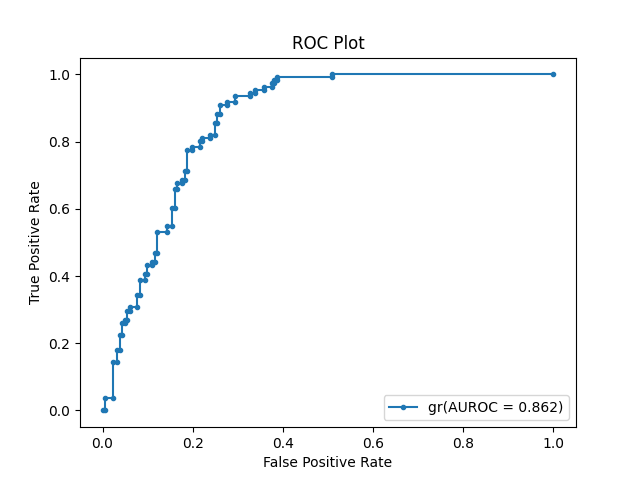 ROC Plot
1.0
0.8
0.6
0.4
0.2
0.0
True Positive Rate
gr(AUROC = 0.862)
0.0 0.2 0.4 0.6 0.8 1.0
False Positive Rate